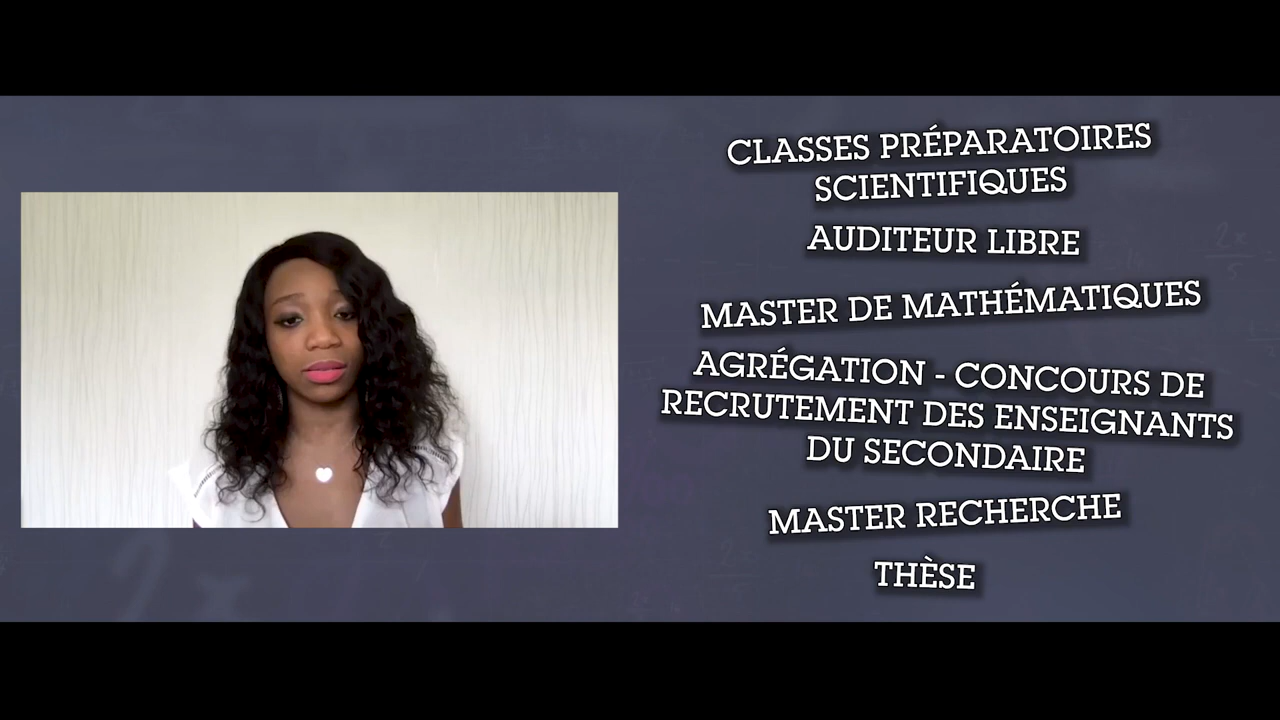 CLASSES PRÉPARATOIRES
SCIENTIFIQUES
AUDITEUR LIBRE
MASTER DE MATHÉMATIQUES
AGRÉGATION - CONCOURS DE
RECRUTEMENT DES ENSEIGNANTS
DU SECONDAIRE
MASTER RECHERCHE
THÈSE